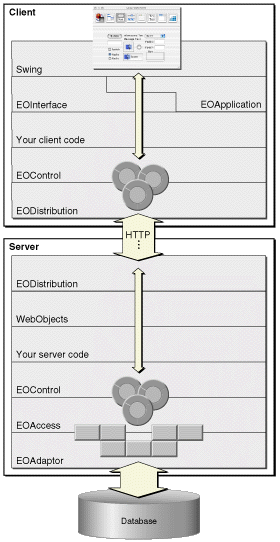 Client
Swing
EOInterface
EOApplication
Your client code
EOControl
EODistribution
HTTP
Server
EODistribution
WebObjects
Your server code
EOControl
EOAccess
EOAdaptor
Database